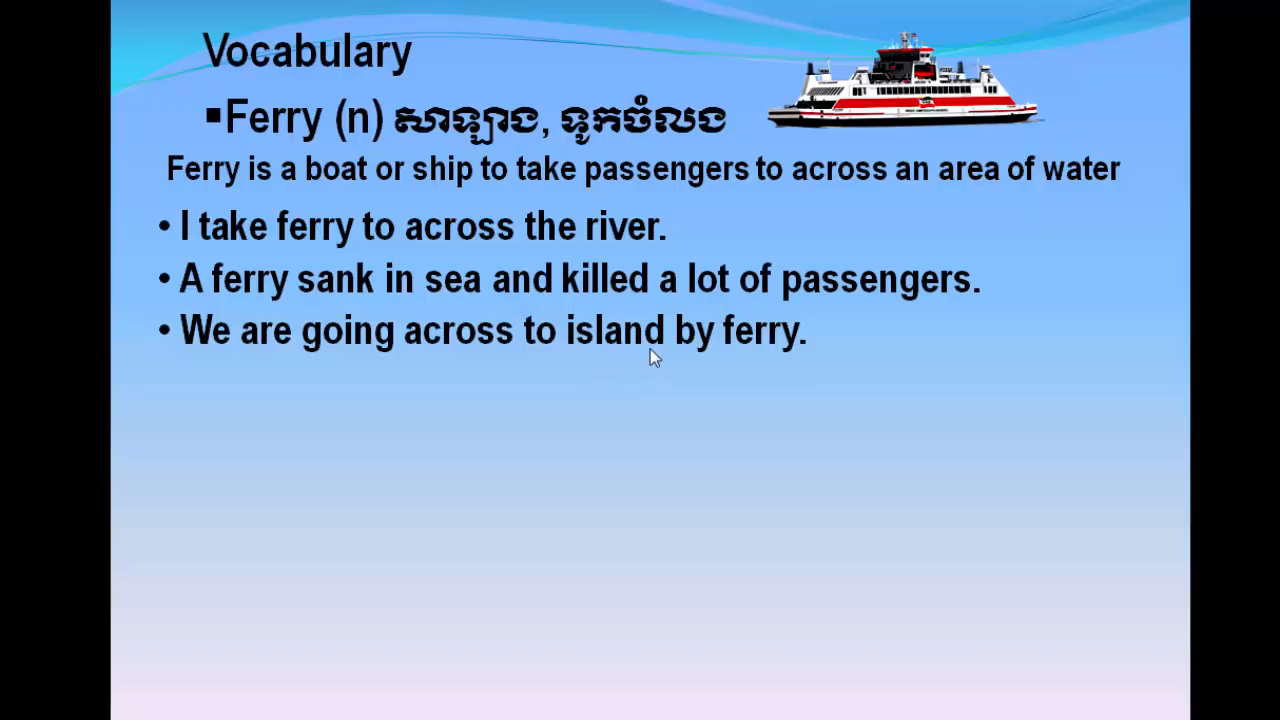 Vocabulary
▪Ferry (n) សាឡាង, ទូកចំលង
Ferry is a boat or ship to take passengers to across an area of water
• I take ferry to across the river.
• A ferry sank in sea and killed a lot of passengers.
• We are going across to island by ferry.